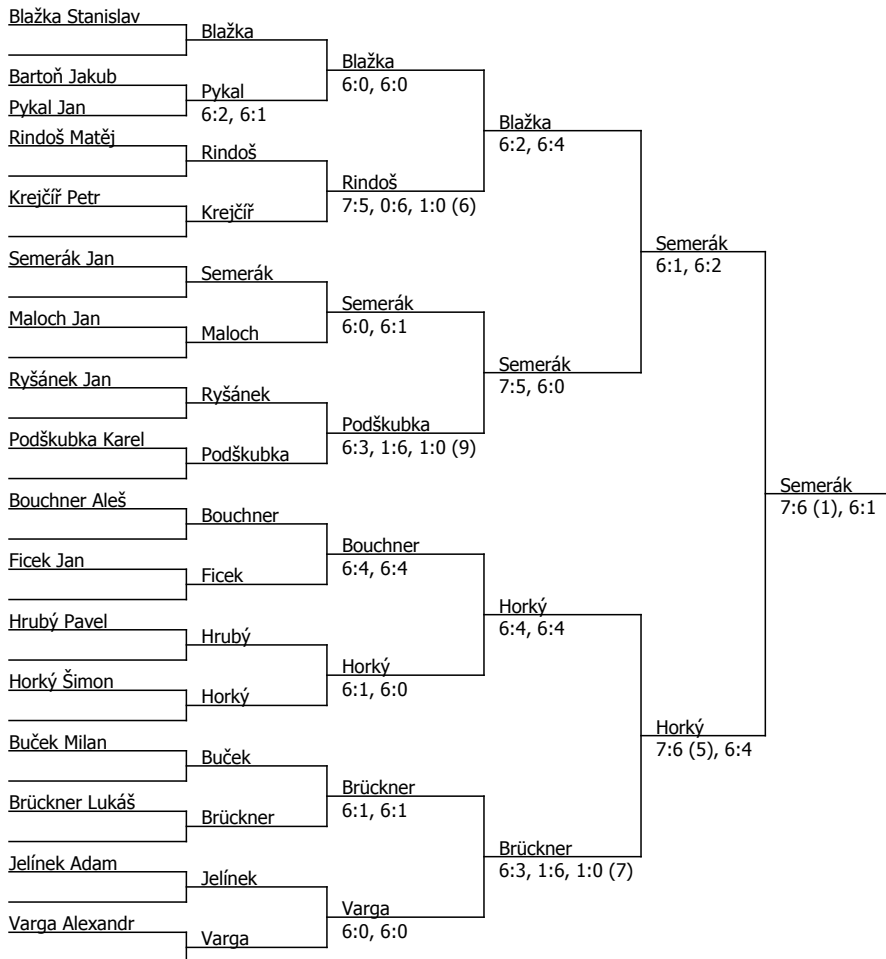 Blažka Stanislav
Bartoň Jakub
Pykal Jan
Rindoš Matěj
Krejčíř Petr
Semerák Jan
Maloch Jan
Ryšánek Jan
Podškubka Karel
Bouchner Aleš
Ficek Jan
Hrubý Pavel
Horký Šimon
Buček Milan
Brückner Lukáš
Jelínek Adam
Varga Alexandr
Blažka
Pykal
6:2, 6:1
Rindoš
Krejčíř
Semerák
Maloch
Ryšánek
Podškubka
Bouchner
Ficek
Hrubý
Horký
Buček
Brückner
Jelínek
Varga
Blažka
6:0, 6:0
Rindoš
7:5, 0:6, 1:0 (6)
Semerák
6:0, 6:1
Podškubka
6:3, 1:6, 1:0 (9)
Bouchner
6:4, 6:4
Horký
6:1, 6:0
Brückner
6:1, 6:1
Varga
6:0, 6:0
Blažka
6:2, 6:4
Semerák
7:5, 6:0
Horký
6:4, 6:4
Brückner
6:3, 1:6, 1:0 (7)
Semerák
6:1, 6:2
Horký
7:6 (5), 6:4
Semerák
7:6 (1), 6:1